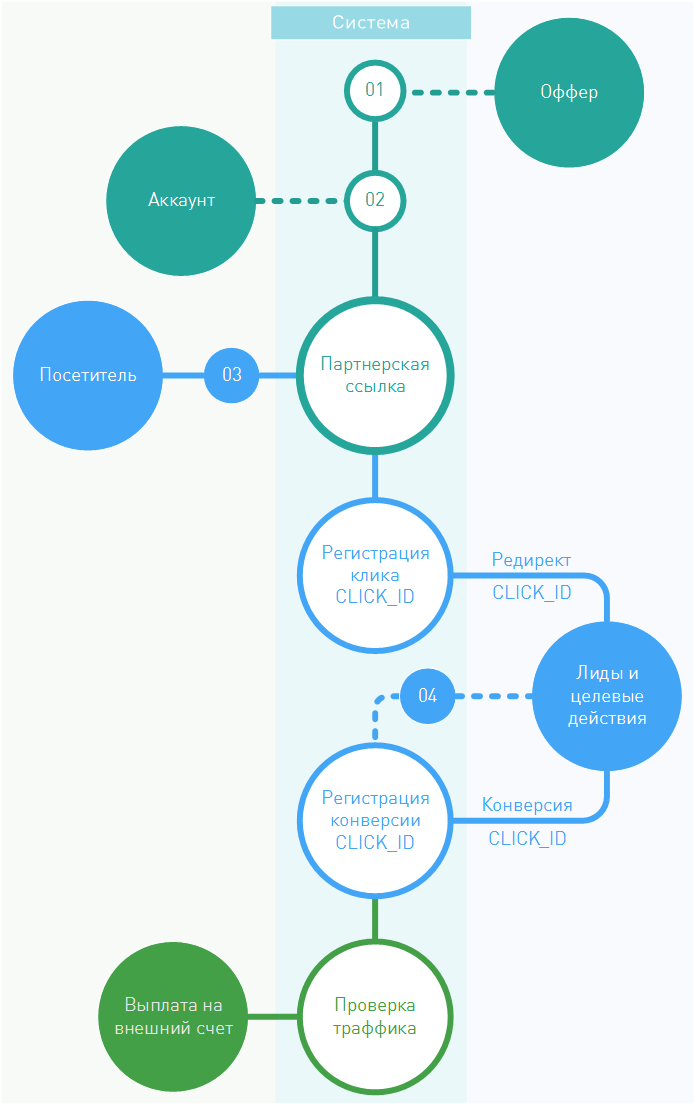 Система
01
Оффер
Аккаунт
02
Посетитель
03
Партнерская
ссылка
Регистрация
клика
CLICK_ID
Редирект
CLICK_ID
Лиды и
целевые
действия
04
Регистрация
конверсии
CLICK_ID
Конверсия
CLICK_ID
Выплата на
внешний счет
Проверка
траффика